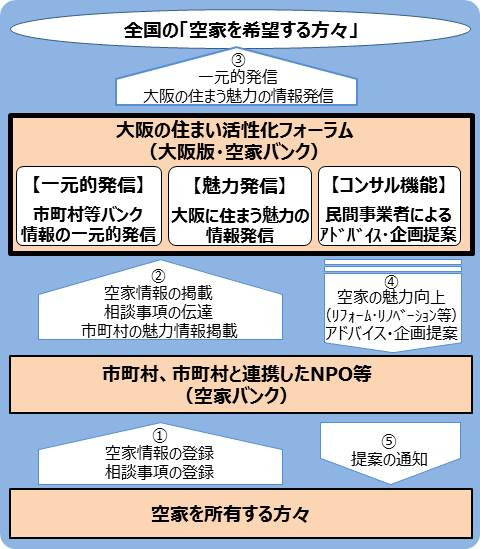 全国の「空家を希望する方々」
③
一元的発信
大阪の住まう魅力の情報発信
大阪の住まい活性化フォーラム
（大阪版・空家バンク）
【一元的発信】
市町村等バンク
情報の一元的発信
【魅力発信】
大阪に住まう魅力の
情報発信
【コンサル機能】
民間事業者による
ｱﾄﾞﾊﾞｲｽ・企画提案
②
空家情報の掲載
相談事項の伝達
市町村の魅力情報掲載
④
空家の魅力向上
（ﾘﾌｫｰﾑ・ﾘﾉﾍﾞｰｼｮﾝ等）
アドバイス・企画提案
市町村、市町村と連携したNPO等
（空家バンク）
①
空家情報の登録
相談事項の登録
⑤
提案の通知
空家を所有する方々